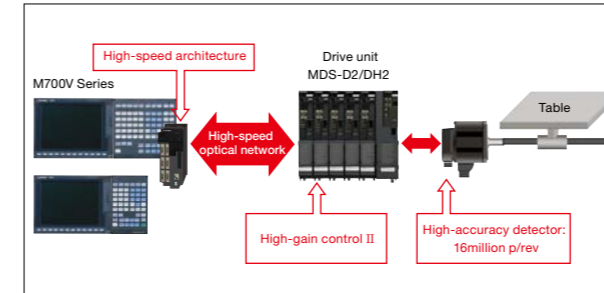 High-speed architecture
M700V Series
Drive unit
MDS-D2/DH2
High-speed
optical network
Table
High-gain control II
High-accuracy detector:
16million p/rev